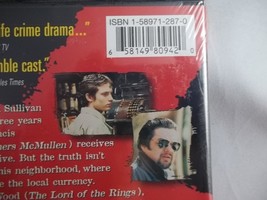 fe crime drama..."
TV
mble cast."
les Times
ISBN 1-58971-287-0
6 58149 80942 0
Sullivan
ree years
ncis
hers McMullen) receives
ive. But the truth isn't
his neighborhood, where
e the local currency.
Wood (The Lord of the Rings),